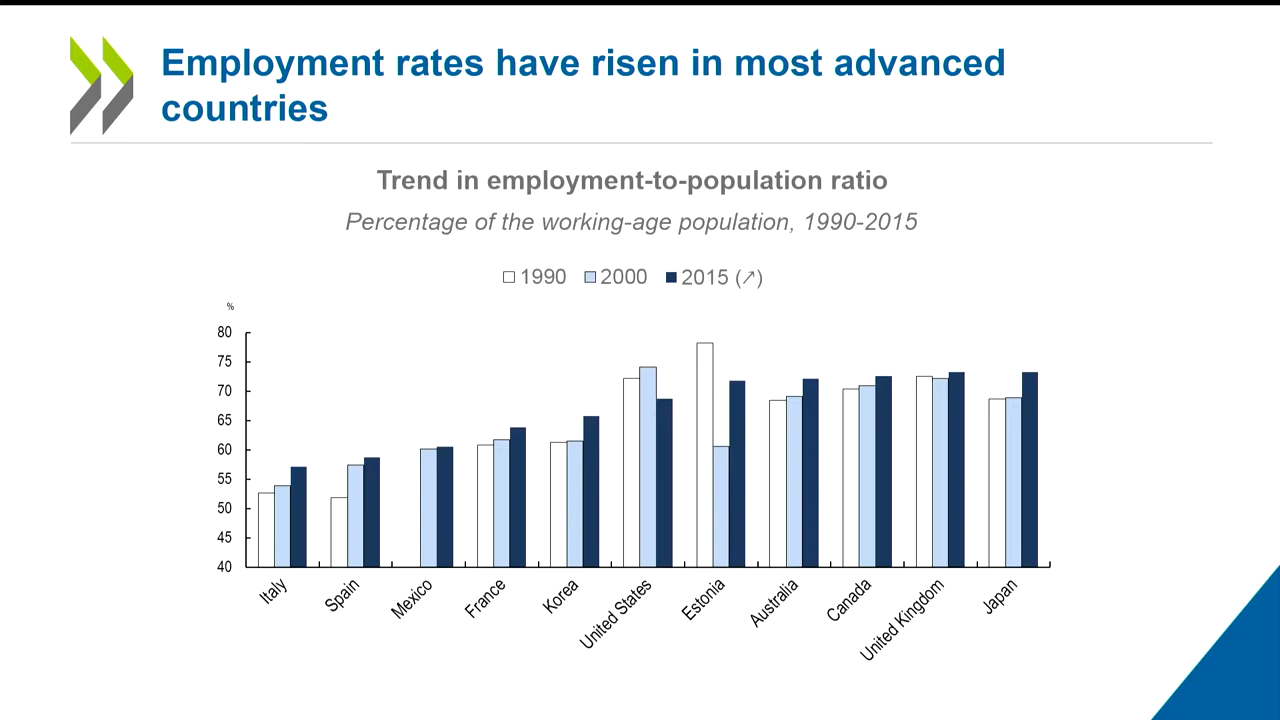 Employment rates have risen in most advanced
countries
Trend in employment-to-population ratio
Percentage of the working-age population, 1990-2015
1990 2000 2015 (↗)
%
80
75
70
65
60
55
50
45
40
Italy
Spain
Mexico
France
Korea
United States
Estonia
Australia
Canada
United Kingdom
Japan